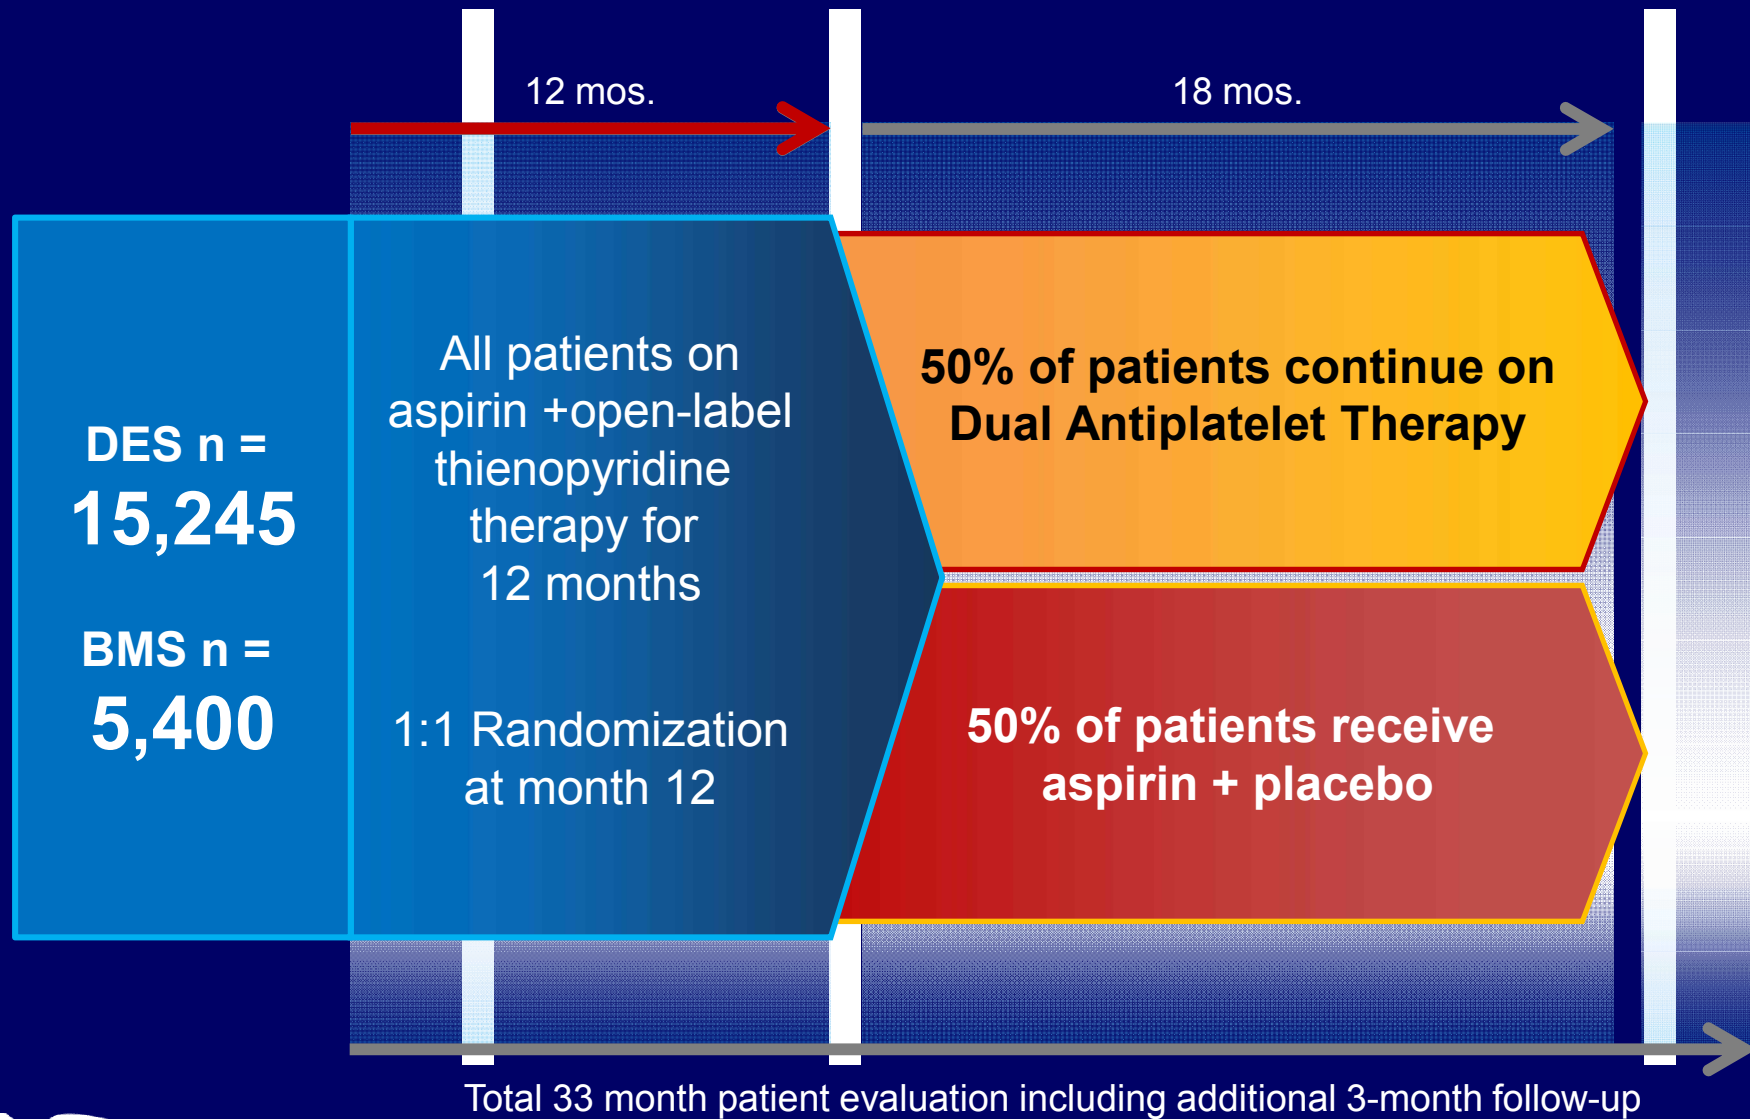 12 mos.
18 mos.
DES n =
15,245
BMS n =
5,400
All patients on
aspirin +open-label
thienopyridine
therapy for
12 months
1:1 Randomization
at month 12
50% of patients continue on
Dual Antiplatelet Therapy
50% of patients receive
aspirin + placebo
Total 33 month patient evaluation including additional 3-month follow-up